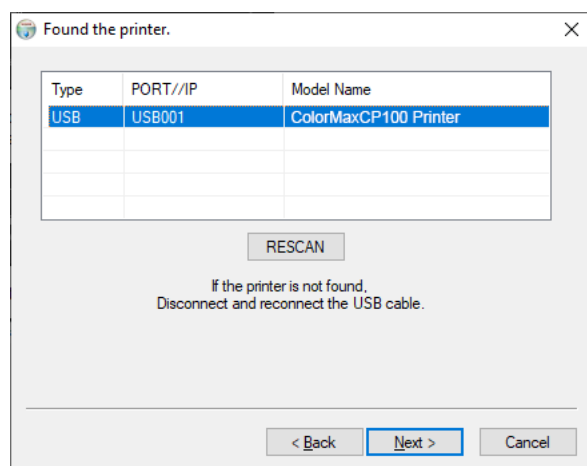 Found the printer.
Type PORT//IP Model Name
USB USB001 ColorMaxCP100 Printer
RESCAN
If the printer is not found,
Disconnect and reconnect the USB cable.
< Back Next > Cancel